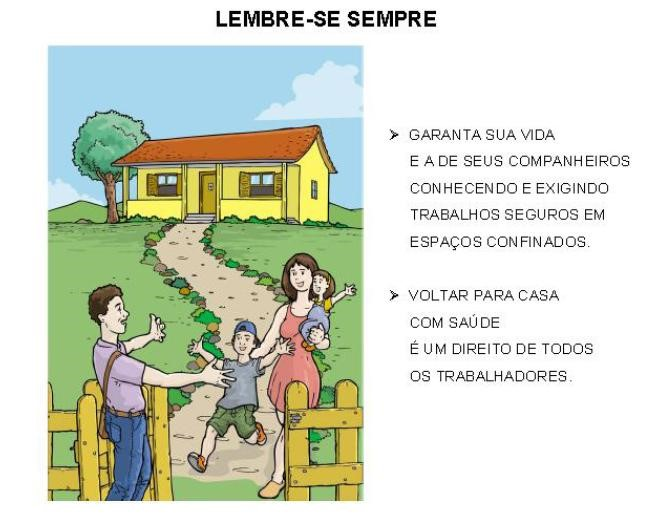 LEMBRE-SE SEMPRE
➢ GARANTA SUA VIDA
E A DE SEUS COMPANHEIROS
CONHECENDO E EXIGINDO
TRABALHOS SEGUROS EM
ESPAÇOS CONFINADOS.
➢ VOLTAR PARA CASA
COM SAÚDE
É UM DIREITO DE TODOS
OS TRABALHADORES.